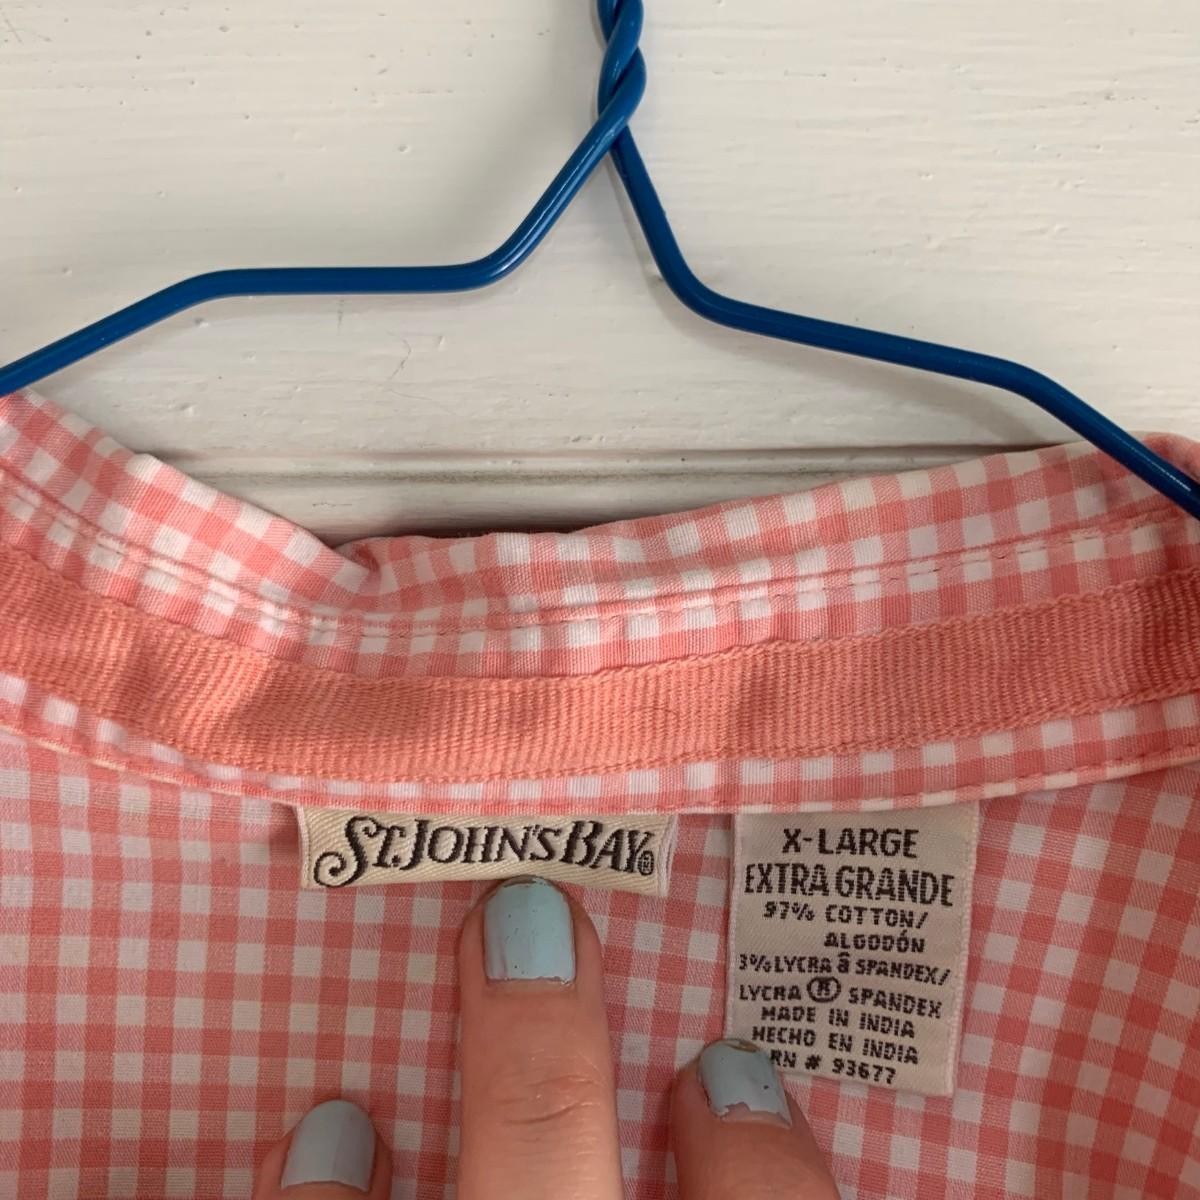 ST. JOHN'S BAY®
X-LARGE
EXTRA GRANDE
97% COTTON/
ALGODÓN
3% LYCRA â SPANDEX/
LYCRA ® SPANDEX
MADE IN INDIA
HECHO EN INDIA
RN # 93677